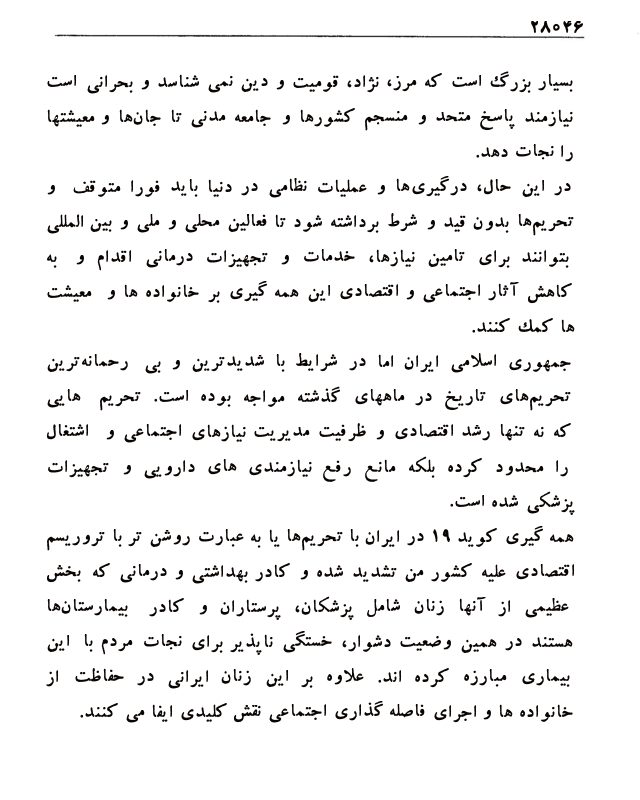 ۲۸۰۴۶
بسیار بزرگ است که مرز، نژاد، قومیت و دین نمی شناسد و بحرانی است
نیازمند پاسخ متحد و منسجم کشورها و جامعه مدنی تا جان‌ها و معیشتها
را نجات دهد.
در این حال، درگیری‌ها و عملیات نظامی در دنیا باید فورا متوقف و
تحریم‌ها بدون قید و شرط برداشته شود تا فعالین محلی و ملی و بین المللی
بتوانند برای تامین نیازها، خدمات و تجهیزات درمانی اقدام و به
کاهش آثار اجتماعی و اقتصادی این همه گیری بر خانواده ها و معیشت
ها کمك کنند.
جمهوری اسلامی ایران اما در شرایط با شدیدترین و بی رحمانه‌ترین
تحریم‌های تاریخ در ماههای گذشته مواجه بوده است. تحریم هایی
که نه تنها رشد اقتصادی و ظرفیت مدیریت نیازهای اجتماعی و اشتغال
را محدود کرده بلکه مانع رفع نیازمندی های دارویی و تجهیزات
پزشکی شده است.
همه گیری کوید ۱۹ در ایران با تحریم‌ها یا به عبارت روشن تر با تروریسم
اقتصادی علیه کشور من تشدید شده و کادر بهداشتی و درمانی که بخش
عظیمی از آنها زنان شامل پزشکان، پرستاران و کادر بیمارستان‌ها
هستند در همین وضعیت دشوار، خستگی ناپذیر برای نجات مردم با این
بیماری مبارزه کرده اند. علاوه بر این زنان ایرانی در حفاظت از
خانواده ها و اجرای فاصله گذاری اجتماعی نقش کلیدی ایفا می کنند.